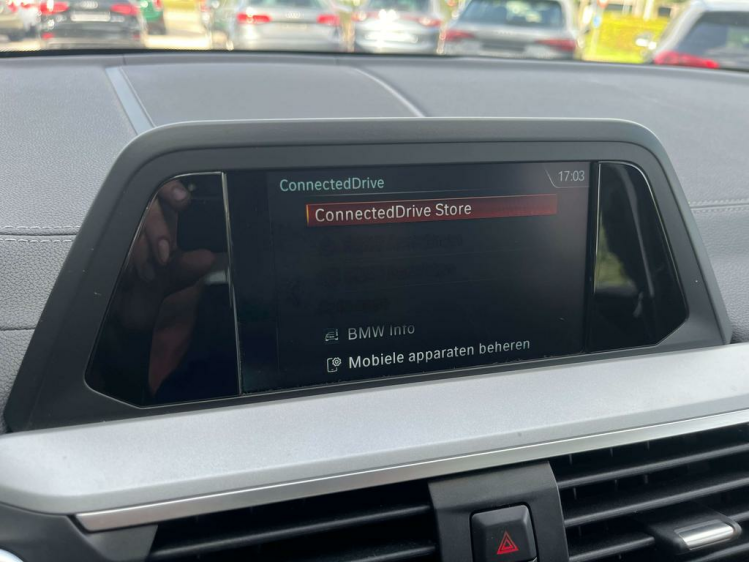 ConnectedDrive
17:03
ConnectedDrive Store
BMW Info
Mobiele apparaten beheren